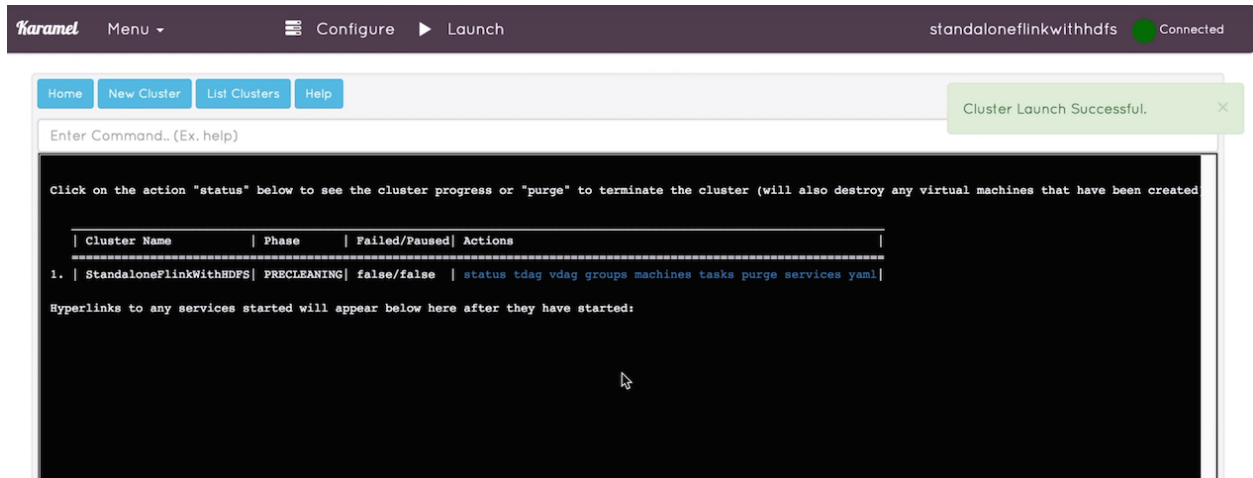 Karamel Menu Configure Launch standaloneflinkwithhdfs Connected
Home New Cluster List Clusters Help
Cluster Launch Successful. ×
Enter Command.. (Ex. help)
Click on the action "status" below to see the cluster progress or "purge" to terminate the cluster (will also destroy any virtual machines that have been created
| Cluster Name | Phase | Failed/Paused| Actions |
1. | StandaloneFlinkWithHDFS| PRECLEANING| false/false | status tdag vdag groups machines tasks purge services yaml|
Hyperlinks to any services started will appear below here after they have started: